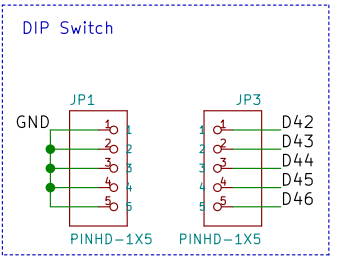 DIP Switch
JP1
JP3
GND
1 1
2 2
3 3
4 4
5 5
1 1 D42
2 2 D43
3 3 D44
4 4 D45
5 5 D46
PINHD-1X5
PINHD-1X5